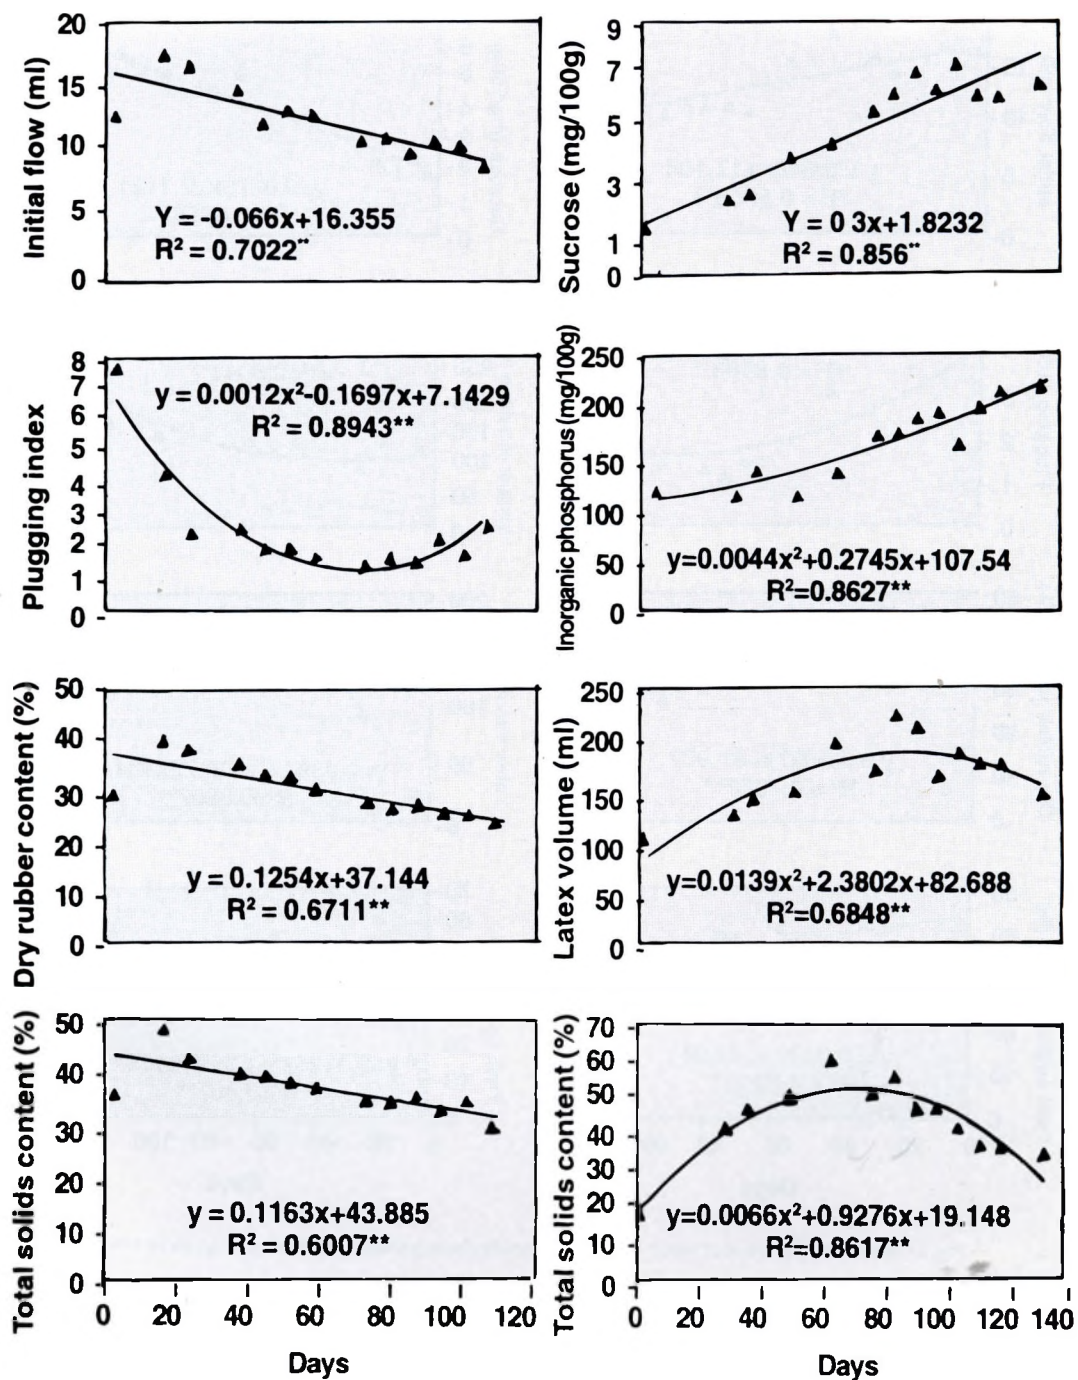 Initial flow (ml)
20
15
10
5
0
Y = -0.066x+16.355
R² = 0.7022**
Sucrose (mg/100g)
9
7
5
3
1
0
Y = 0 3x+1.8232
R² = 0.856**
Plugging index
8
7
6
5
4
3
2
1
0
y = 0.0012x²-0.1697x+7.1429
R² = 0.8943**
Inorganic phosphorus (mg/100g)
250
200
150
100
50
0
y=0.0044x²+0.2745x+107.54
R²=0.8627**
Dry rubber content (%)
50
40
30
20
10
0
y = 0.1254x+37.144
R² = 0.6711**
Latex volume (ml)
250
200
150
100
50
0
y=0.0139x²+2.3802x+82.688
R²=0.6848**
Total solids content (%)
50
40
30
20
10
0
y = 0.1163x+43.885
R² = 0.6007**
0 20 40 60 80 100 120
Days
Total solids content (%)
70
60
50
40
30
20
10
0
y=0.0066x²+0.9276x+19.148
R²=0.8617**
0 20 40 60 80 100 120 140
Days